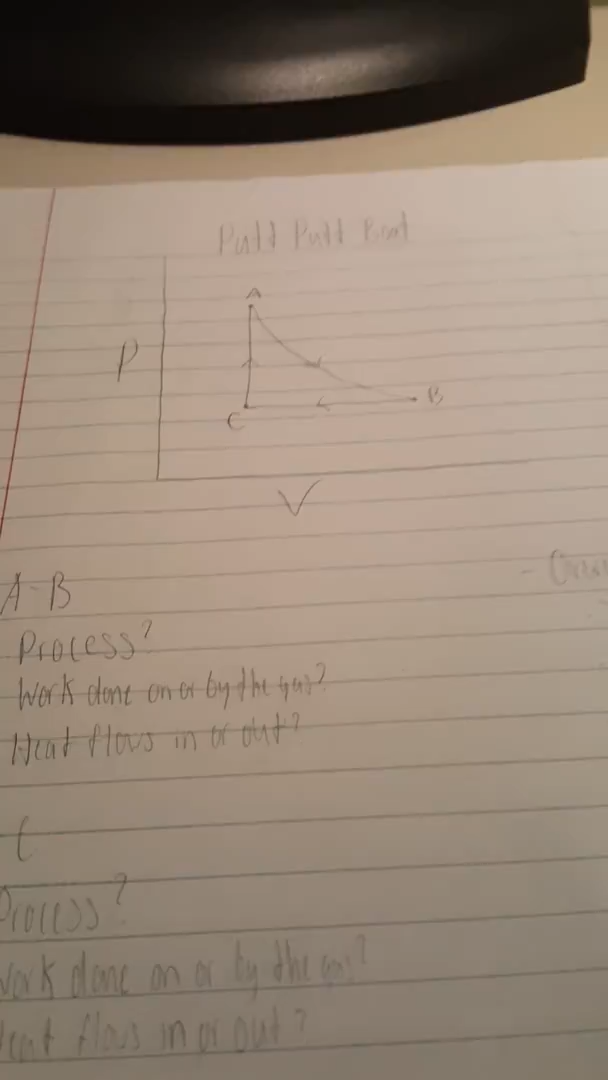 Putt Putt Boat
A
P
B
C
V
A-B
Process?
Work done on or by the gas?
Heat flows in or out?
C
Process?
Work done on or by the gas?
Heat flows in or out?